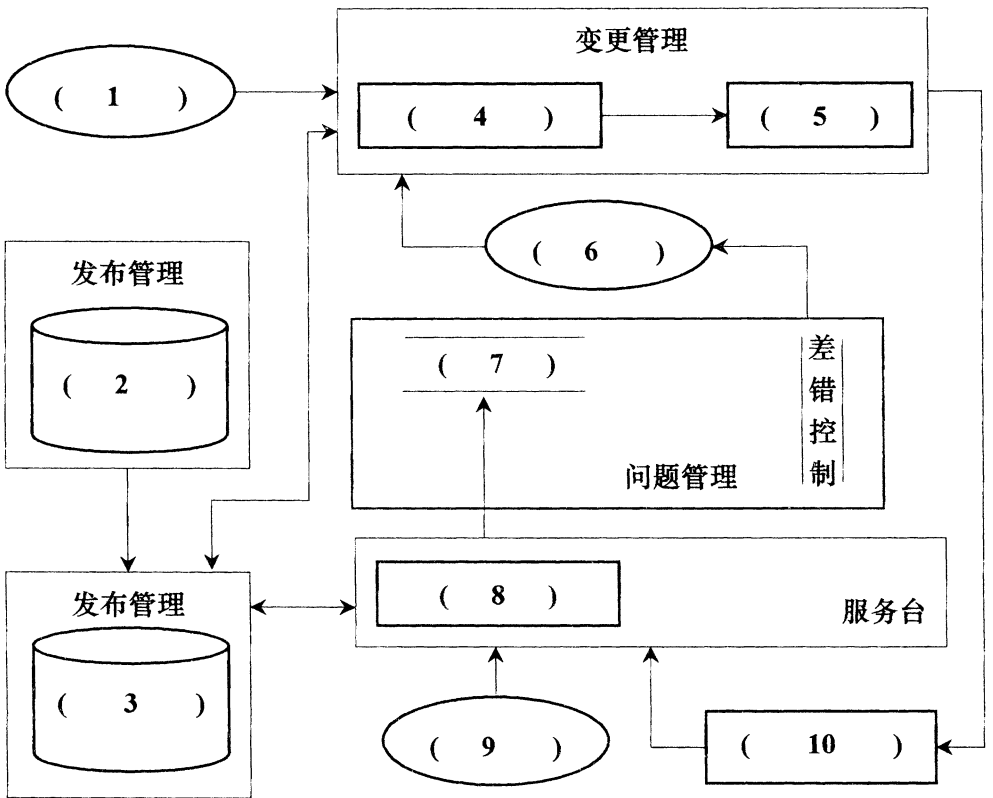 变更管理
( 1 )
( 4 )
( 5 )
( 6 )
发布管理
( 2 )
( 7 )
差错控制
问题管理
发布管理
( 3 )
( 8 )
服务台
( 9 )
( 10 )